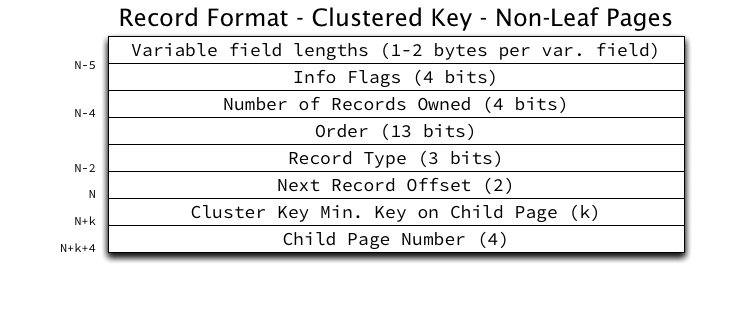 Record Format - Clustered Key - Non-Leaf Pages
Variable field lengths (1-2 bytes per var. field)
N-5
Info Flags (4 bits)
Number of Records Owned (4 bits)
N-4
Order (13 bits)
Record Type (3 bits)
N-2
Next Record Offset (2)
N
Cluster Key Min. Key on Child Page (k)
N+k
Child Page Number (4)
N+k+4